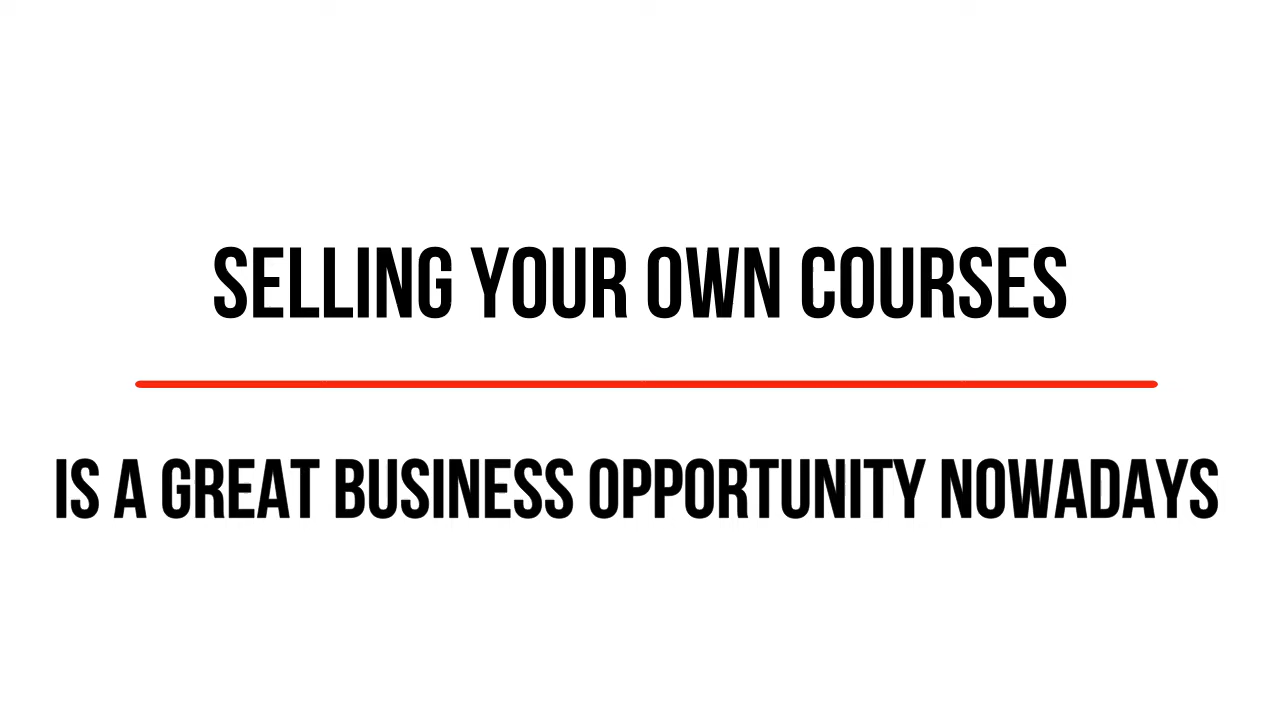 SELLING YOUR OWN COURSES
IS A GREAT BUSINESS OPPORTUNITY NOWADAYS